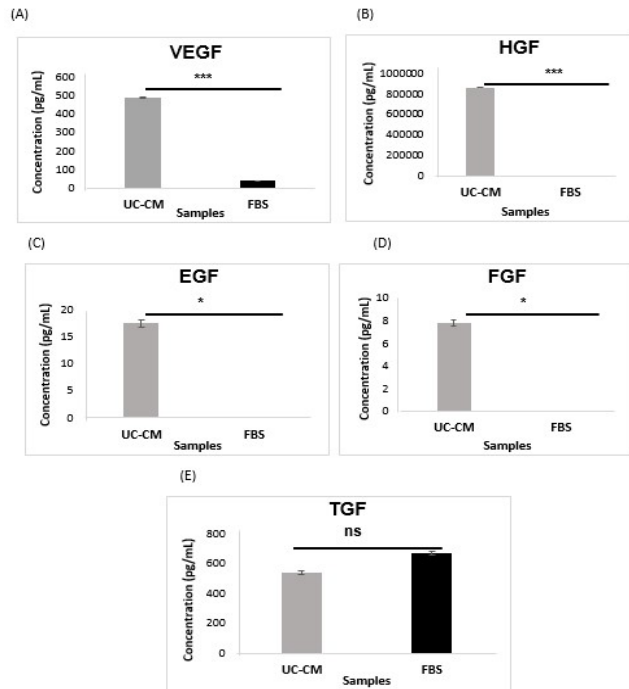 (A)
VEGF
Concentration (pg/mL)
600
500
400
300
200
100
0
***
UC-CM
FBS
Samples
(B)
HGF
Concentration (pg/mL)
1000000
800000
600000
400000
200000
0
***
UC-CM
FBS
Samples
(C)
EGF
Concentration (pg/mL)
20
15
10
5
0
*
UC-CM
FBS
Samples
(D)
FGF
Concentration (pg/mL)
10
8
6
4
2
0
*
UC-CM
FBS
Samples
(E)
TGF
Concentration (pg/mL)
800
600
400
200
0
ns
UC-CM
FBS
Samples